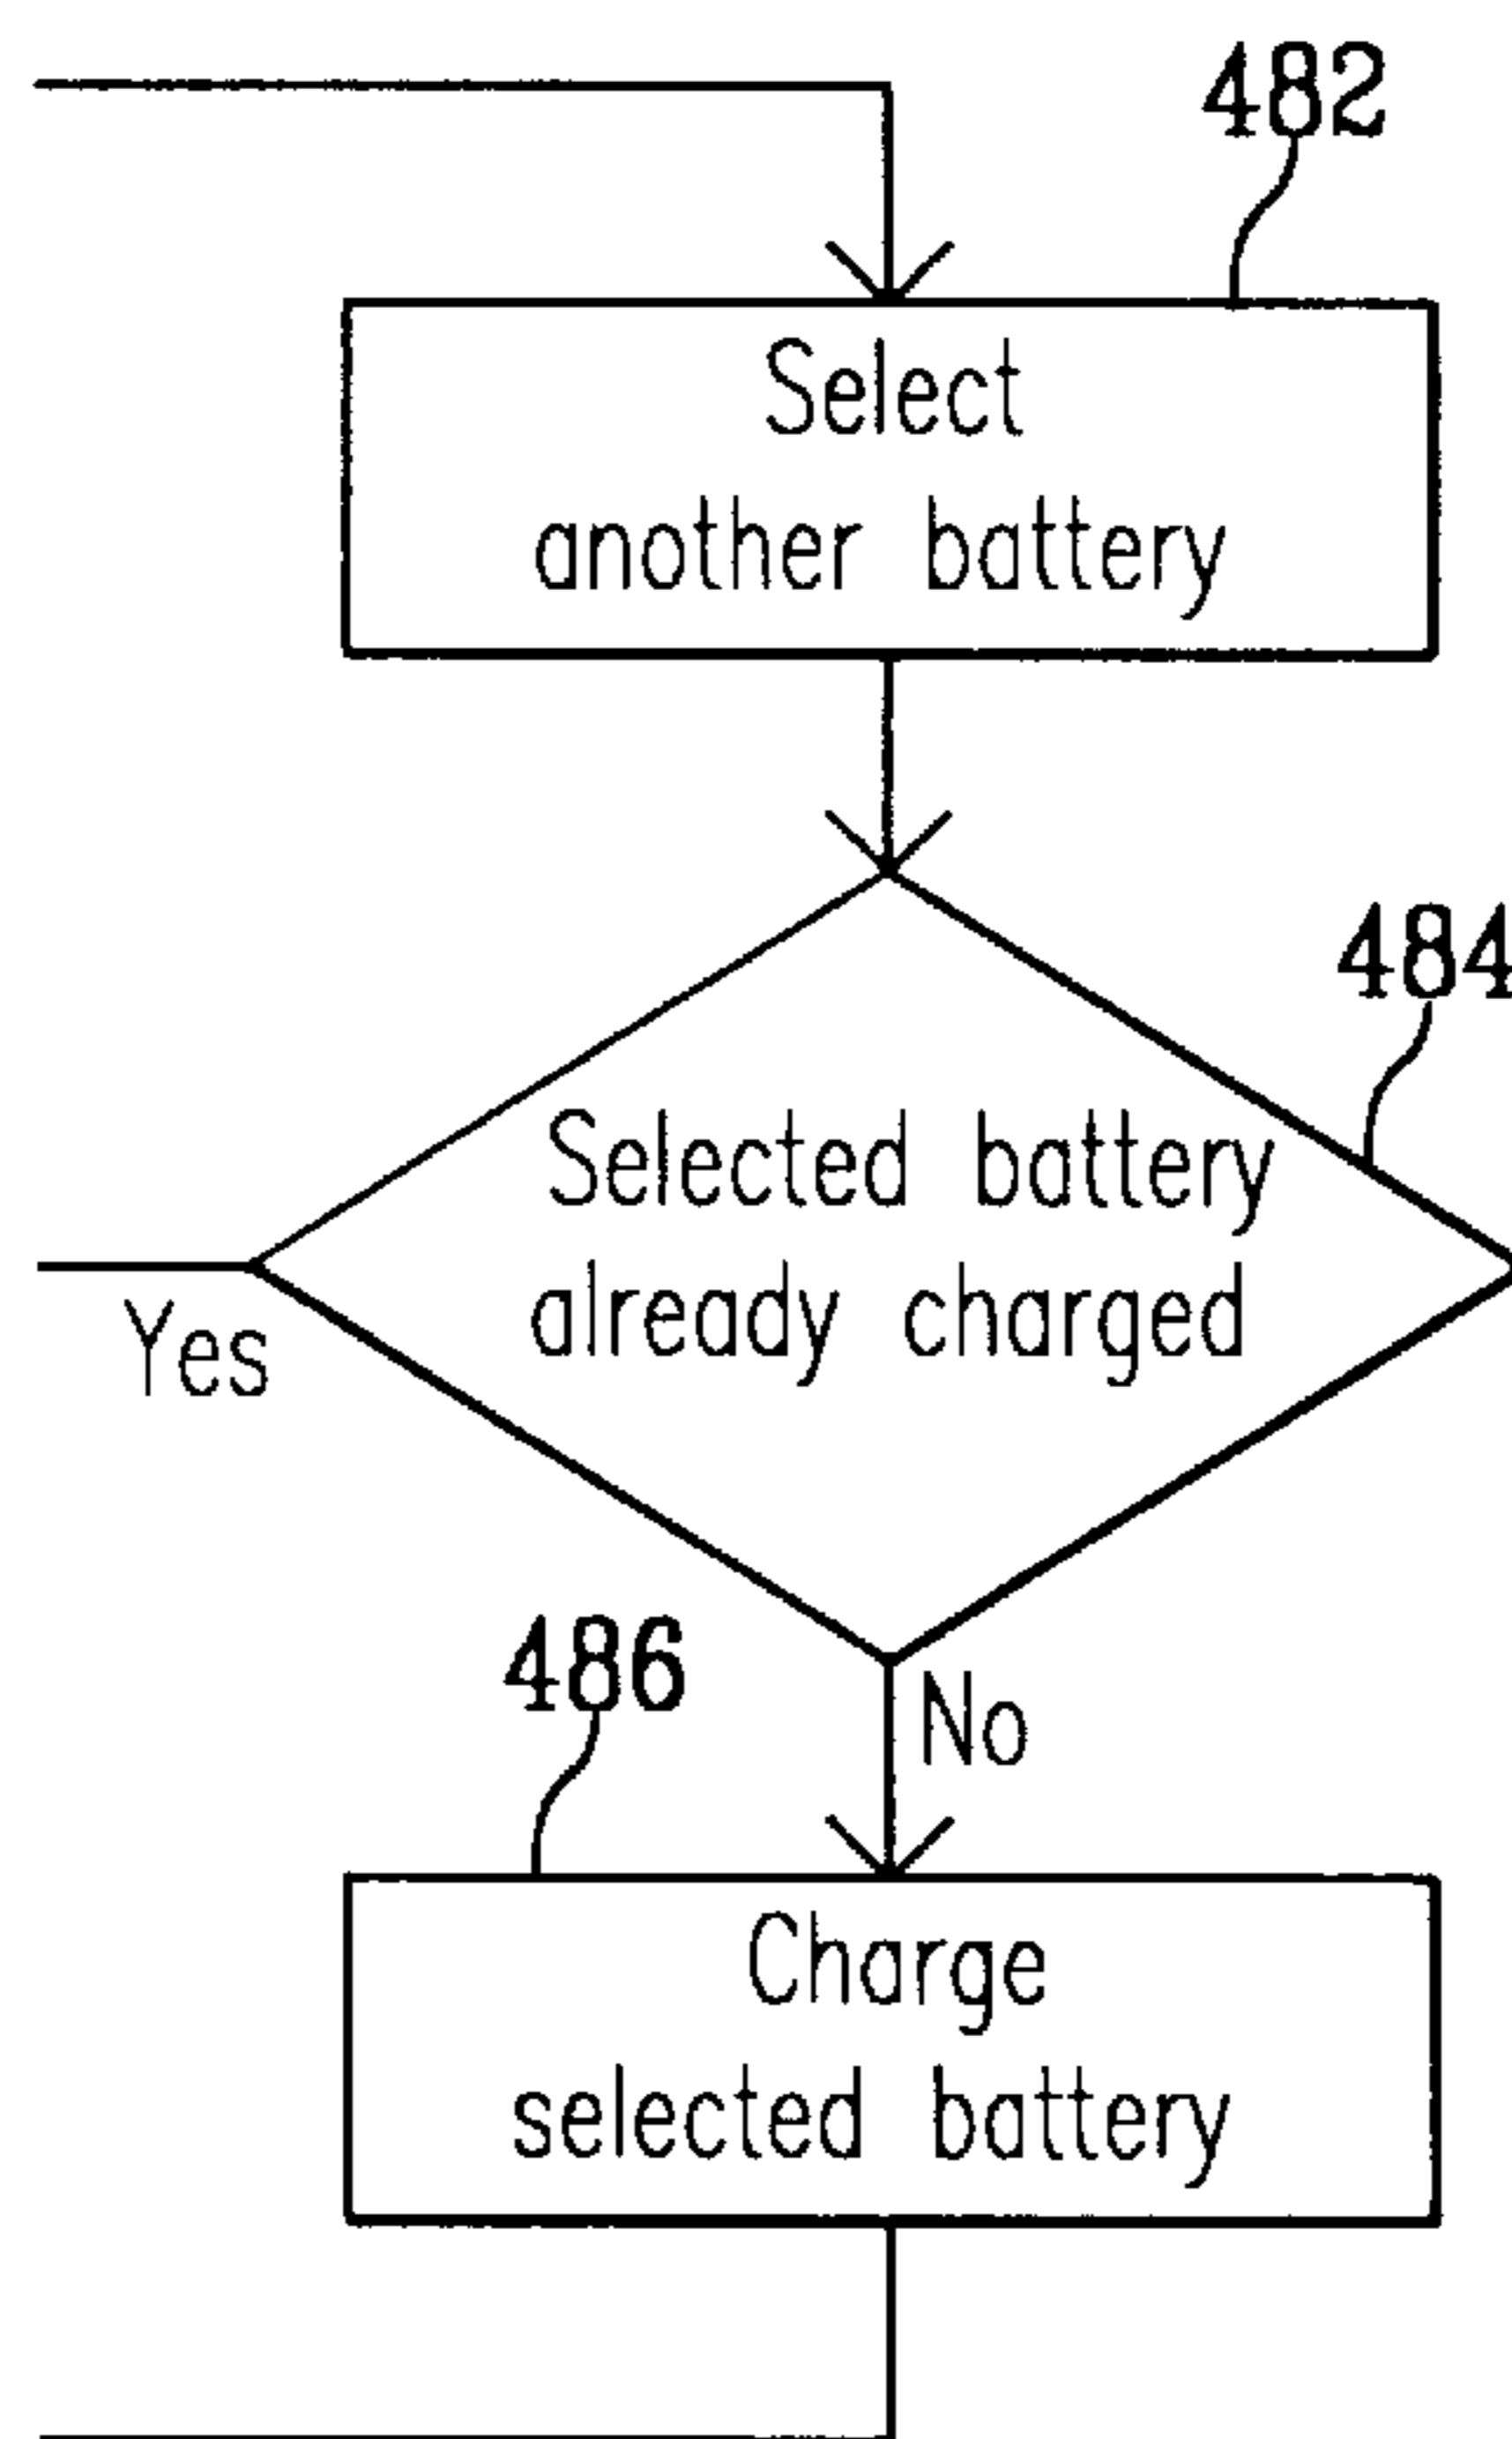 482
Select
another battery
484
Selected battery
already charged
Yes
486
No
Charge
selected battery